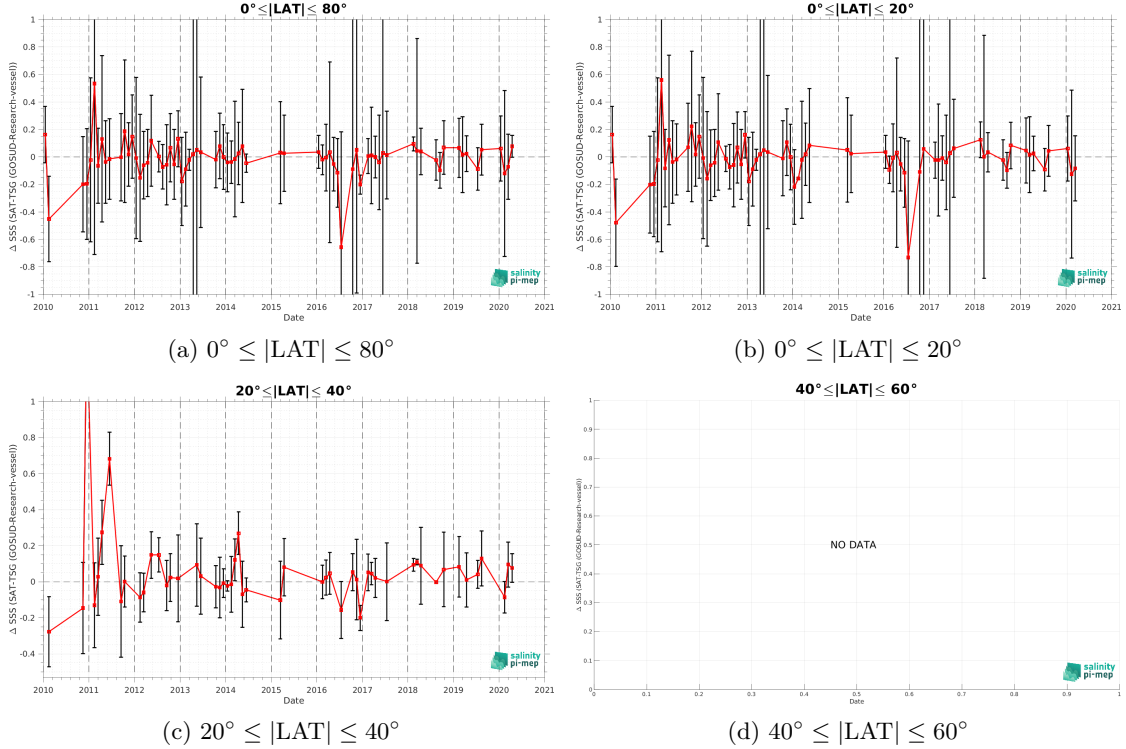 0°≤|LAT|≤ 80°
1
0.8
0.6
0.4
0.2
0
-0.2
-0.4
-0.6
-0.8
-1
Δ SSS (SAT-TSG (GOSUD-Research-vessel))
2010 2011 2012 2013 2014 2015 2016 2017 2018 2019 2020 2021
Date
salinity
pi-mep
(a) 0° ≤ |LAT| ≤ 80°
0°≤|LAT|≤ 20°
1
0.8
0.6
0.4
0.2
0
-0.2
-0.4
-0.6
-0.8
-1
Δ SSS (SAT-TSG (GOSUD-Research-vessel))
2010 2011 2012 2013 2014 2015 2016 2017 2018 2019 2020 2021
Date
salinity
pi-mep
(b) 0° ≤ |LAT| ≤ 20°
20°≤|LAT|≤ 40°
1
0.8
0.6
0.4
0.2
0
-0.2
-0.4
Δ SSS (SAT-TSG (GOSUD-Research-vessel))
2010 2011 2012 2013 2014 2015 2016 2017 2018 2019 2020 2021
Date
salinity
pi-mep
(c) 20° ≤ |LAT| ≤ 40°
40°≤|LAT|≤ 60°
1
0.9
0.8
0.7
0.6
0.5
0.4
0.3
0.2
0.1
0
Δ SSS (SAT-TSG (GOSUD-Research-vessel))
NO DATA
0 0.1 0.2 0.3 0.4 0.5 0.6 0.7 0.8 0.9 1
Date
salinity
pi-mep
(d) 40° ≤ |LAT| ≤ 60°